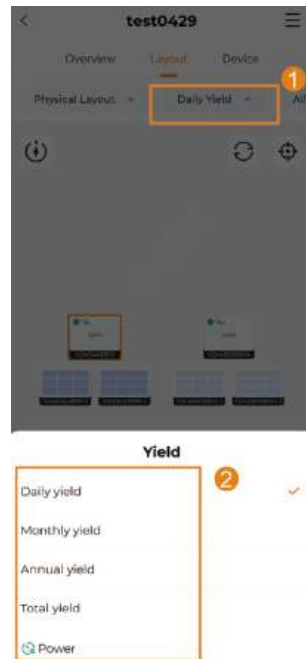 test0429
Overview Layout Device
1
Physical Layout Daily Yield All
Yield
2
Daily yield
Monthly yield
Annual yield
Total yield
Power